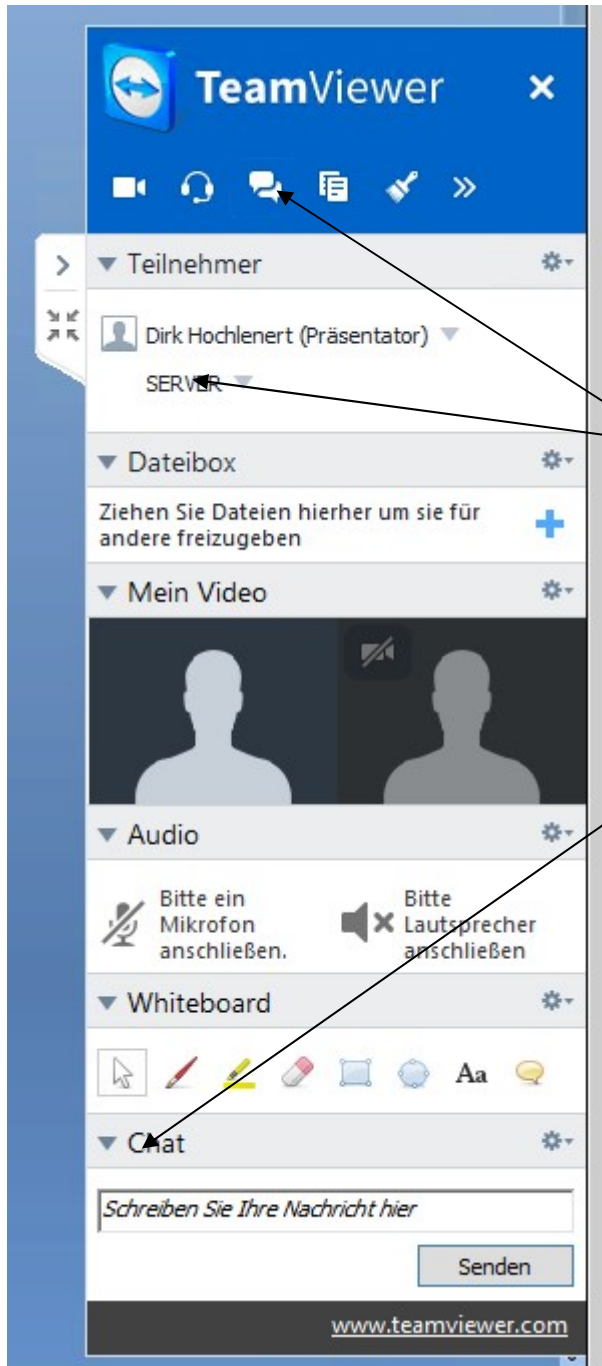 TeamViewer
Teilnehmer
Dirk Hochlenert (Präsentator)
SERVER
Dateibox
Ziehen Sie Dateien hierher um sie für
andere freizugeben
Mein Video
Audio
Bitte ein
Mikrofon
anschließen.
Bitte
Lautsprecher
anschließen
Whiteboard
Aa
Chat
Schreiben Sie Ihre Nachricht hier
Senden
www.teamviewer.com